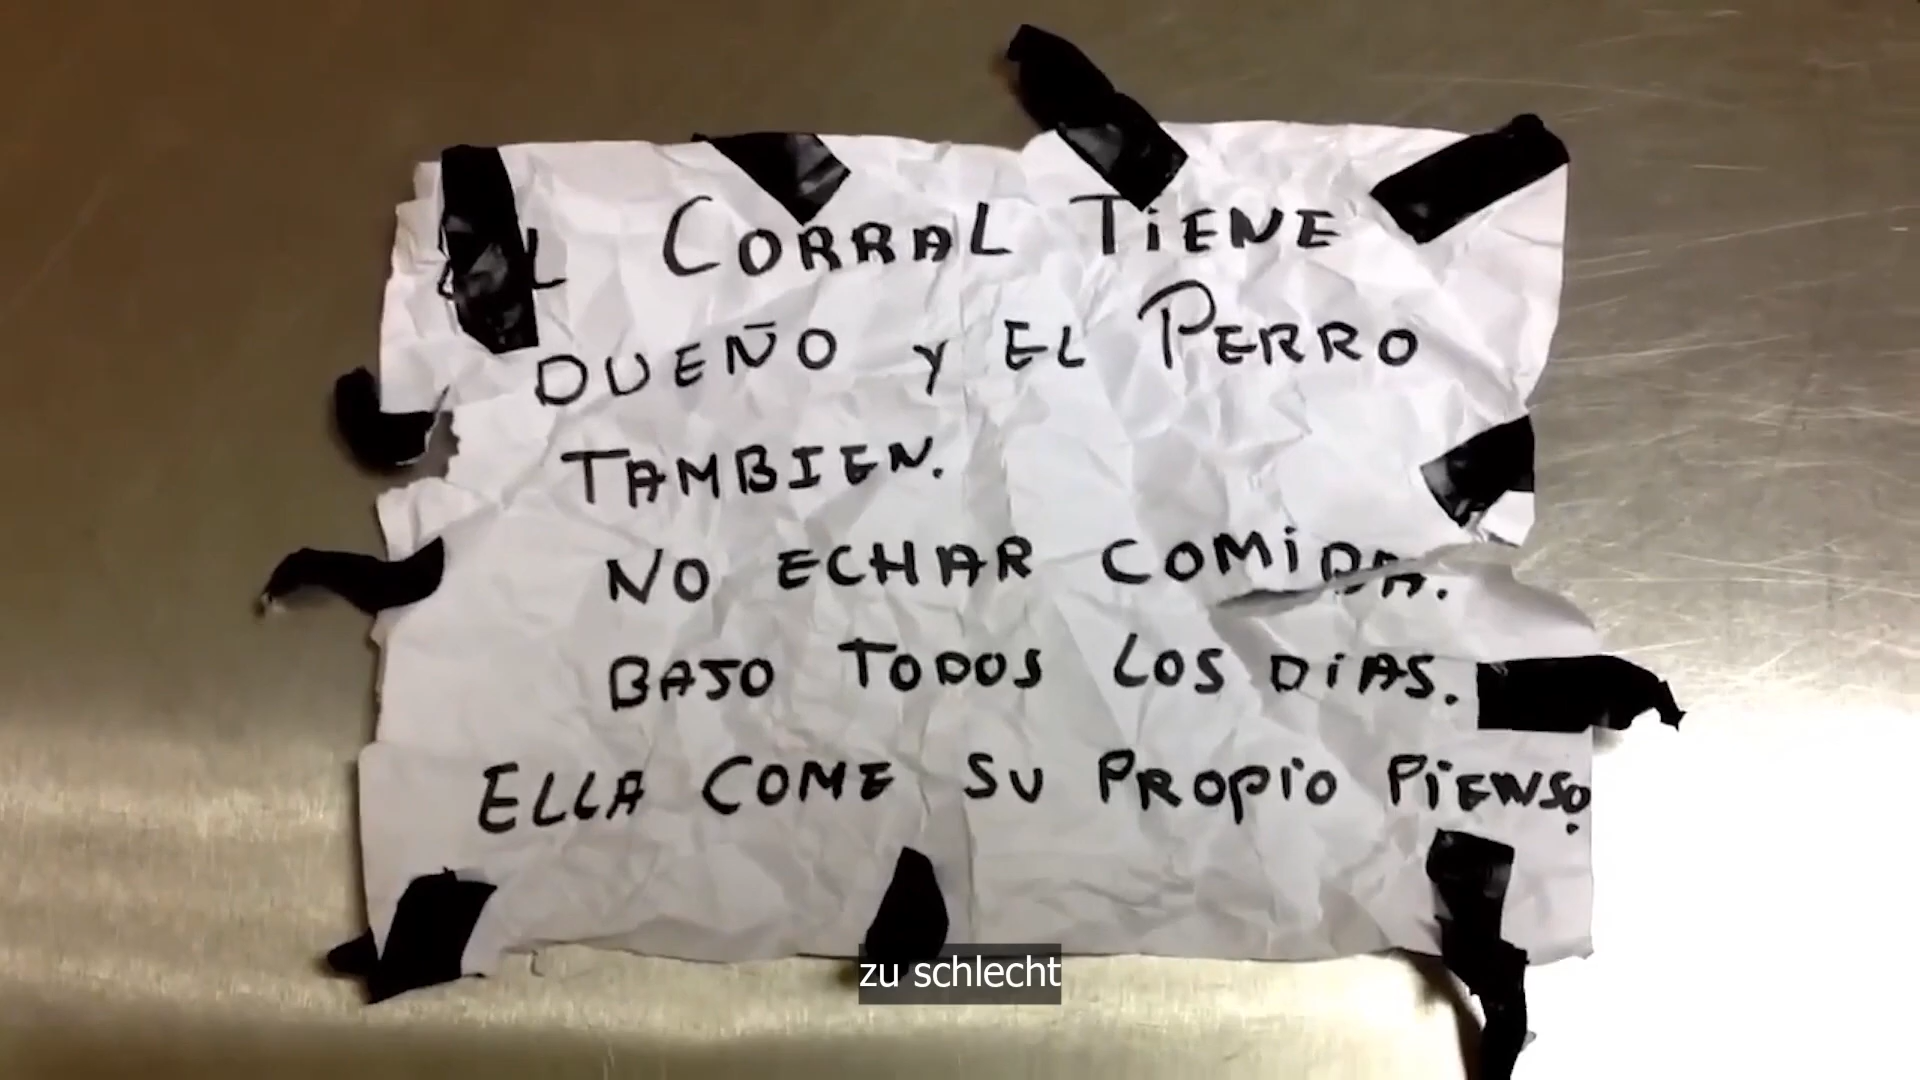 EL CORRAL TIENE
DUEÑO Y EL PERRO
TAMBIEN.
NO ECHAR COMIDA.
BAJO TODOS LOS DIAS.
ELLA COME SU PROPIO PIENSO.
zu schlecht